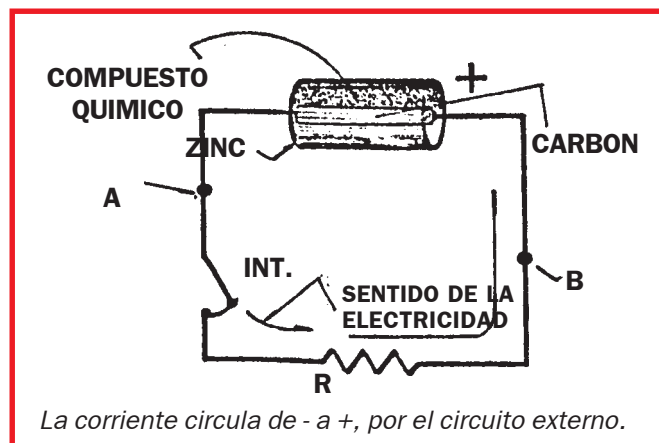 COMPUESTO
QUIMICO
+
ZINC
CARBON
A
INT.
B
SENTIDO DE LA
ELECTRICIDAD
R
La corriente circula de - a +, por el circuito externo.